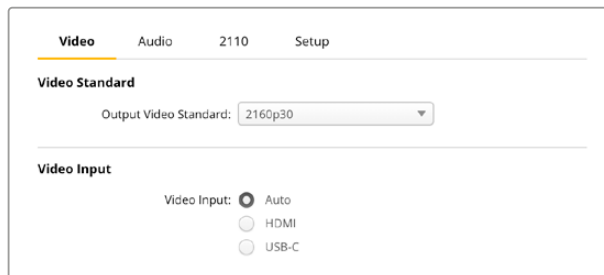 Video Audio 2110 Setup
Video Standard
Output Video Standard: 2160p30
Video Input
Video Input: Auto
HDMI
USB-C